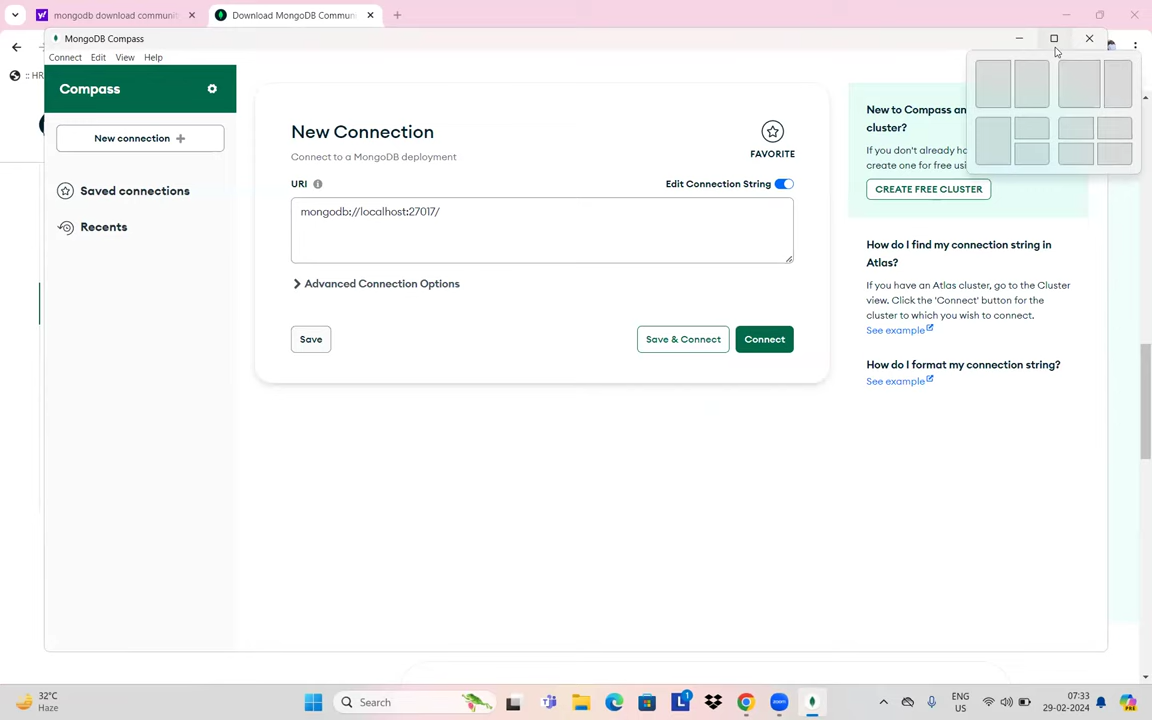 mongodb download communit
Download MongoDB Commun
MongoDB Compass
Connect Edit View Help
:: HR
Compass
New connection +
Saved connections
Recents
New Connection
Connect to a MongoDB deployment
FAVORITE
URI
Edit Connection String
mongodb://localhost:27017/
Advanced Connection Options
Save
Save & Connect
Connect
New to Compass an
cluster?
If you don't already ha
create one for free usi
CREATE FREE CLUSTER
How do I find my connection string in
Atlas?
If you have an Atlas cluster, go to the Cluster
view. Click the 'Connect' button for the
cluster to which you wish to connect.
See example
How do I format my connection string?
See example
32°C
Haze
Search
1
zoom
ENG
US
07:33
29-02-2024
PRE